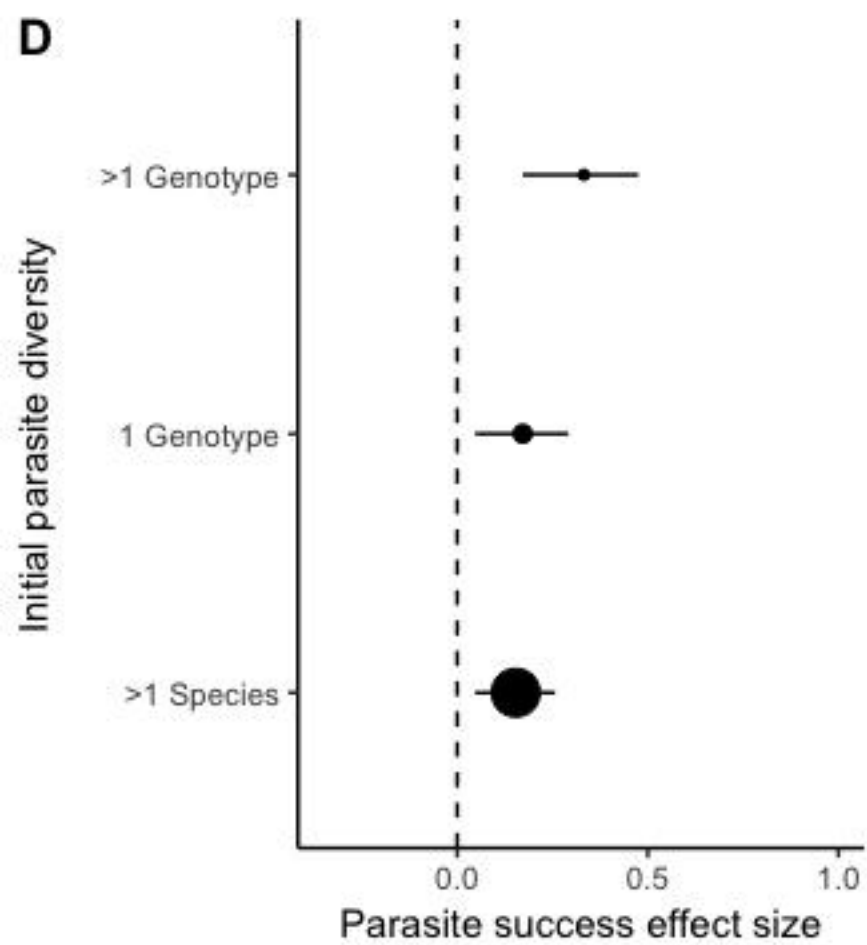 D
Initial parasite diversity
>1 Genotype
1 Genotype
>1 Species
0.0 0.5 1.0
Parasite success effect size